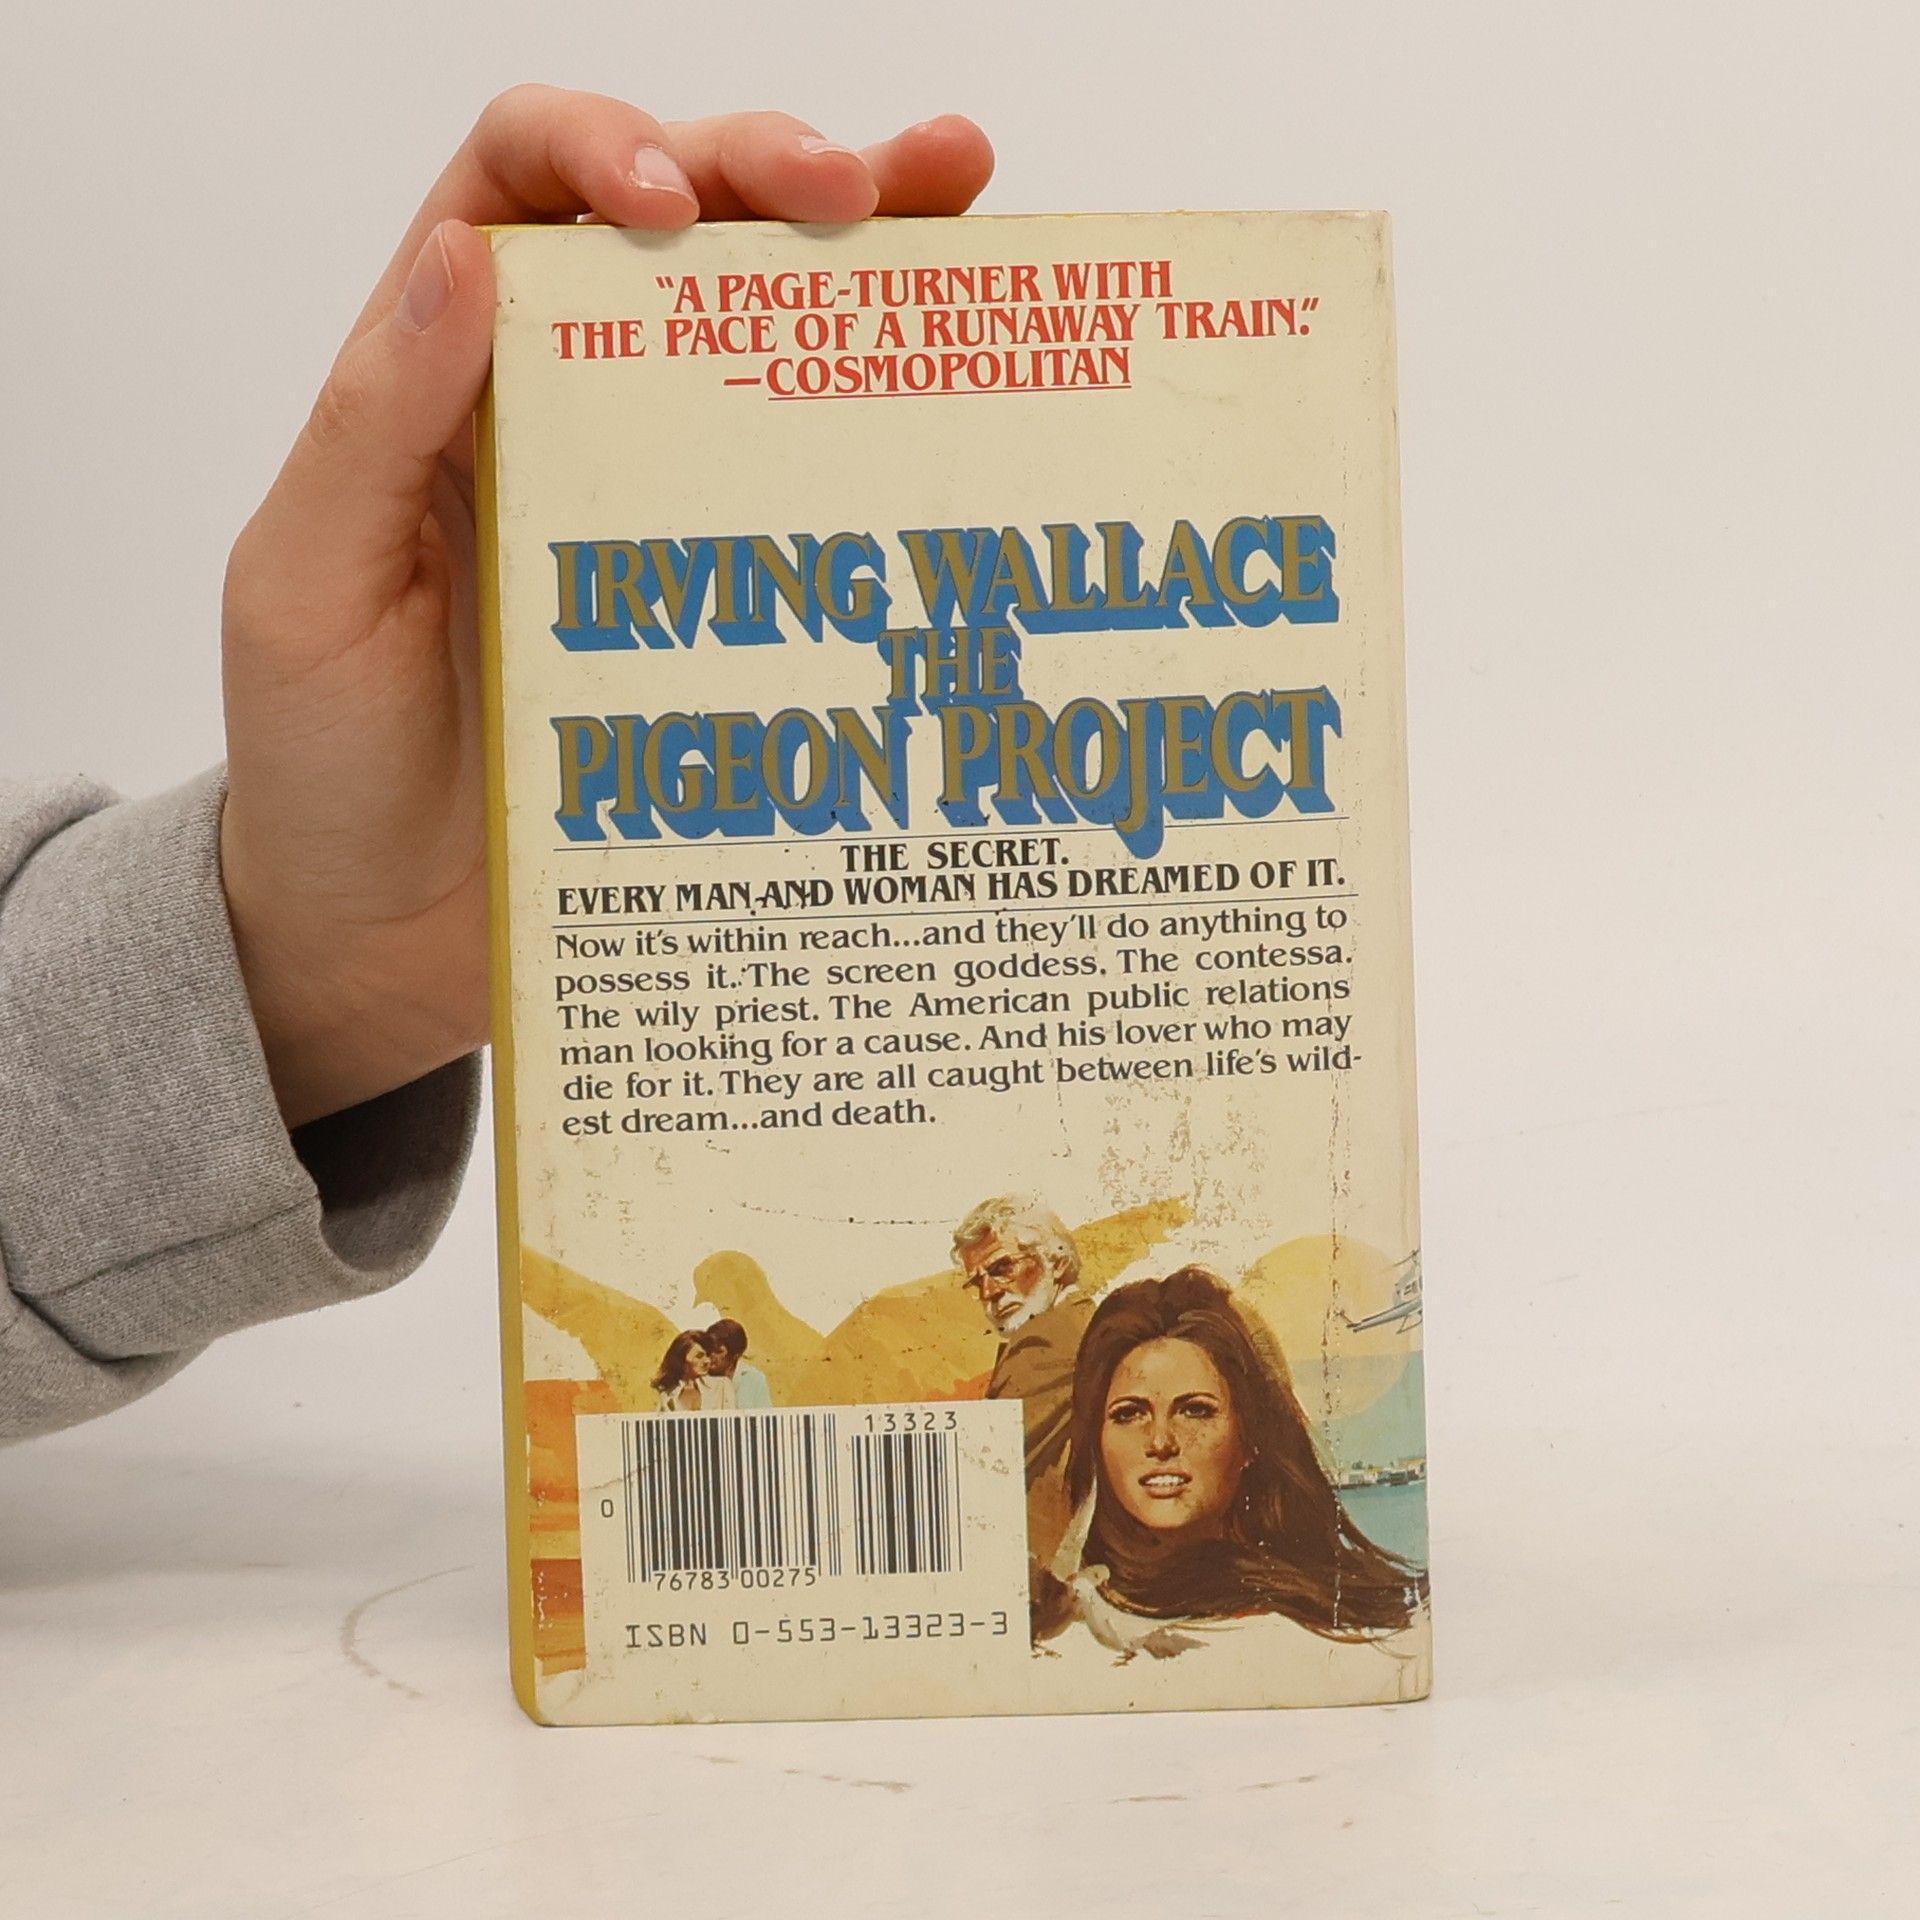 "A PAGE-TURNER WITH
THE PACE OF A RUNAWAY TRAIN."
—COSMOPOLITAN
IRVING WALLACE
THE
PIGEON PROJECT
THE SECRET.
EVERY MAN AND WOMAN HAS DREAMED OF IT.
Now it's within reach...and they'll do anything to
possess it. The screen goddess. The contessa.
The wily priest. The American public relations
man looking for a cause. And his lover who may
die for it. They are all caught between life's wild-
est dream...and death.
13323
0
76783 00275
ISBN 0-553-13323-3